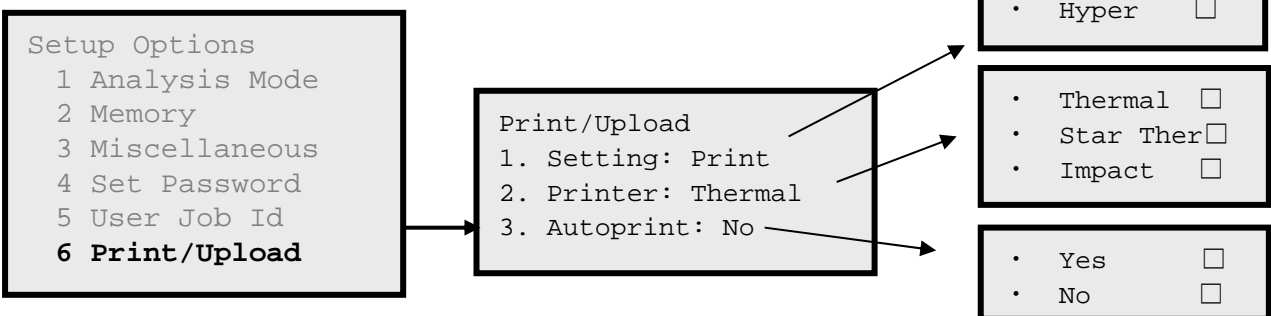 Setup Options
1 Analysis Mode
2 Memory
3 Miscellaneous
4 Set Password
5 User Job Id
6 Print/Upload
Print/Upload
1. Setting: Print
2. Printer: Thermal
3. Autoprint: No
· Hyper □
· Thermal □
· Star Ther□
· Impact □
· Yes □
· No □